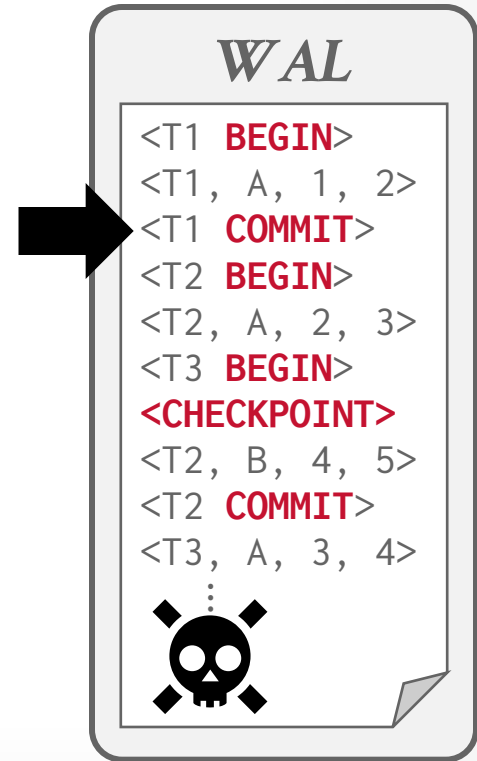 WAL
<T1 BEGIN>
<T1, A, 1, 2>
<T1 COMMIT>
<T2 BEGIN>
<T2, A, 2, 3>
<T3 BEGIN>
<CHECKPOINT>
<T2, B, 4, 5>
<T2 COMMIT>
<T3, A, 3, 4>
⋮